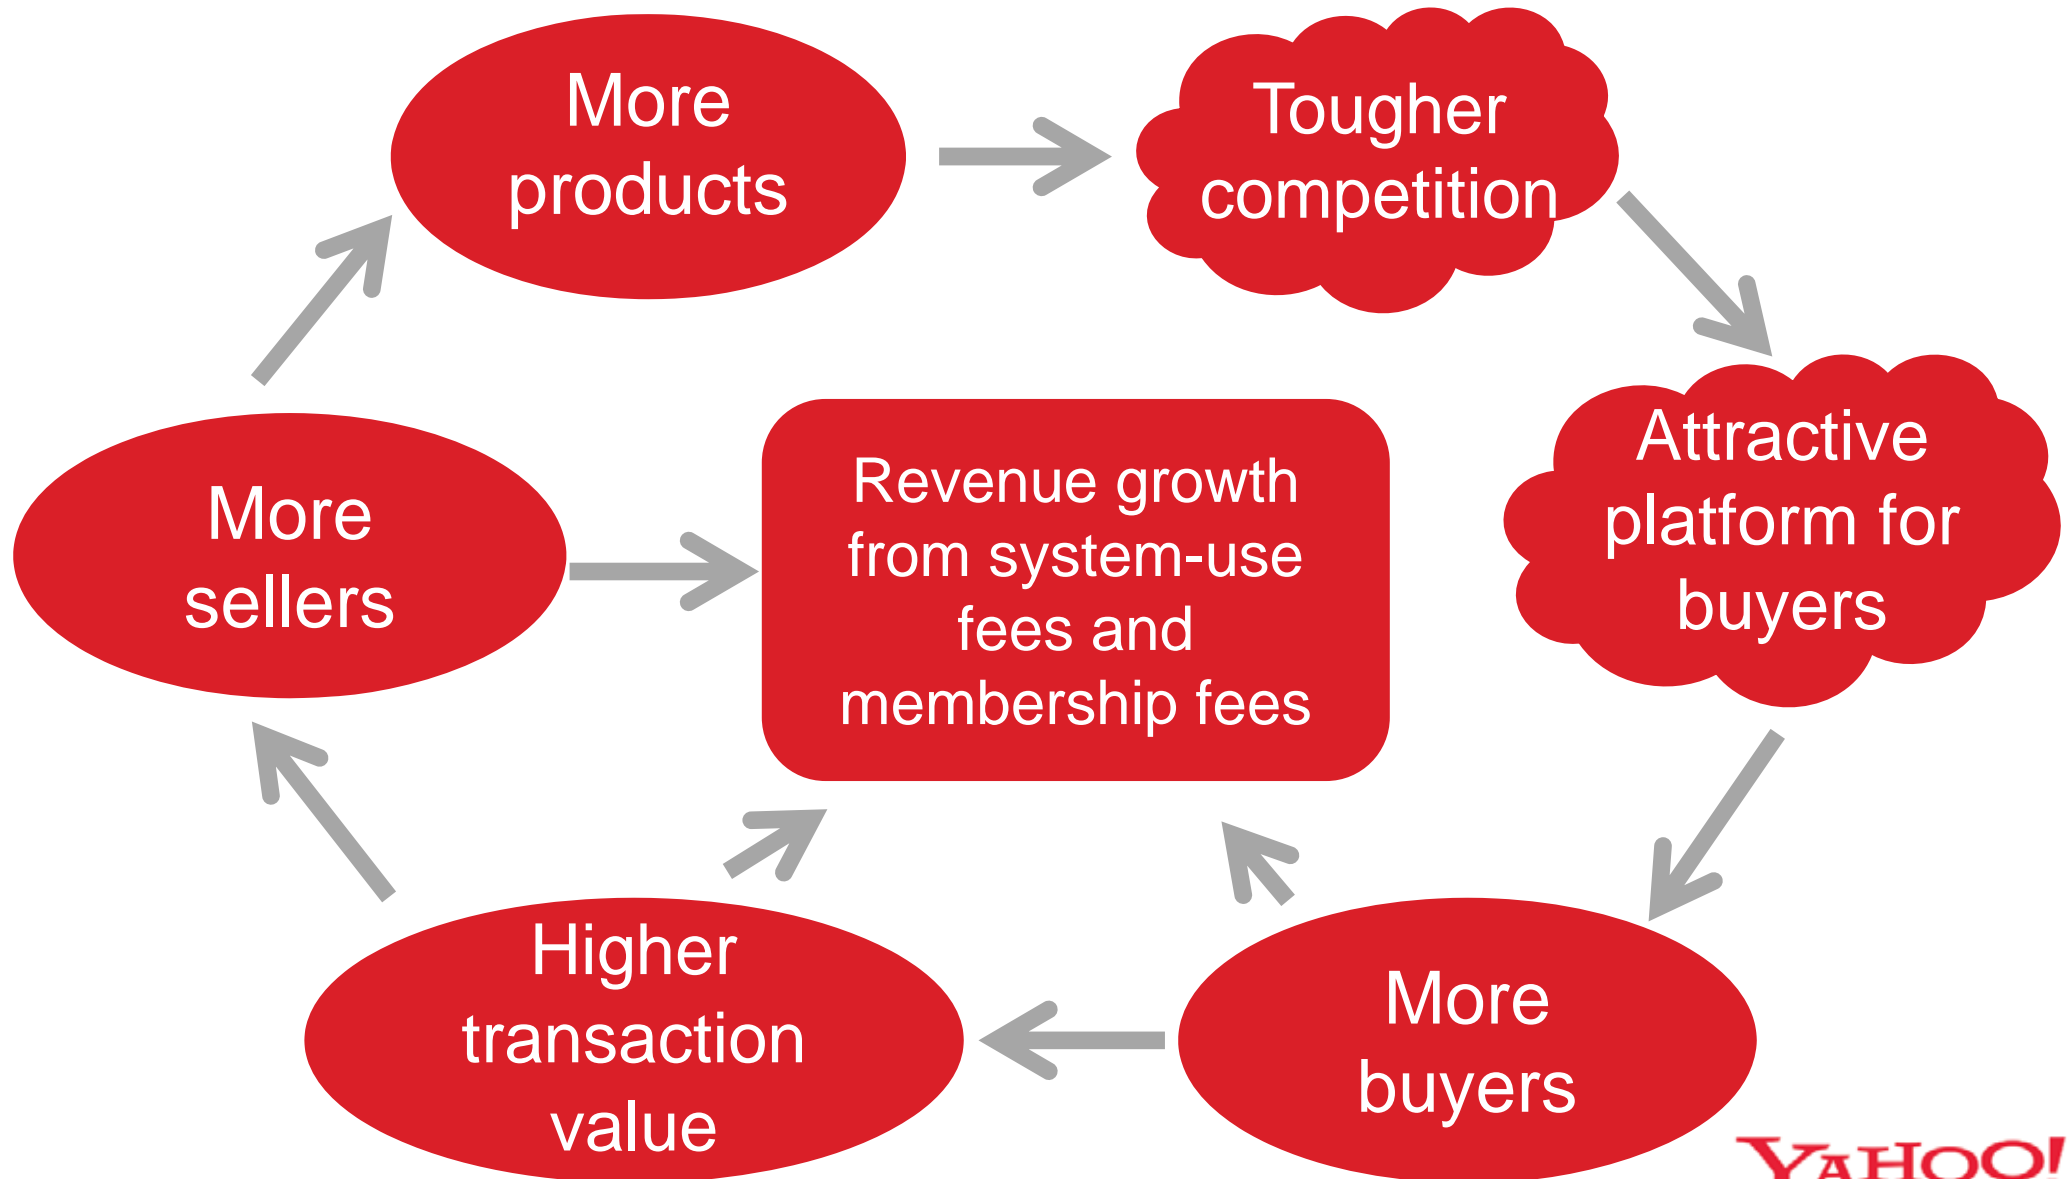 More
products
Tougher
competition
Attractive
platform for
buyers
More
sellers
Revenue growth
from system-use
fees and
membership fees
Higher
transaction
value
More
buyers
YAHOO!